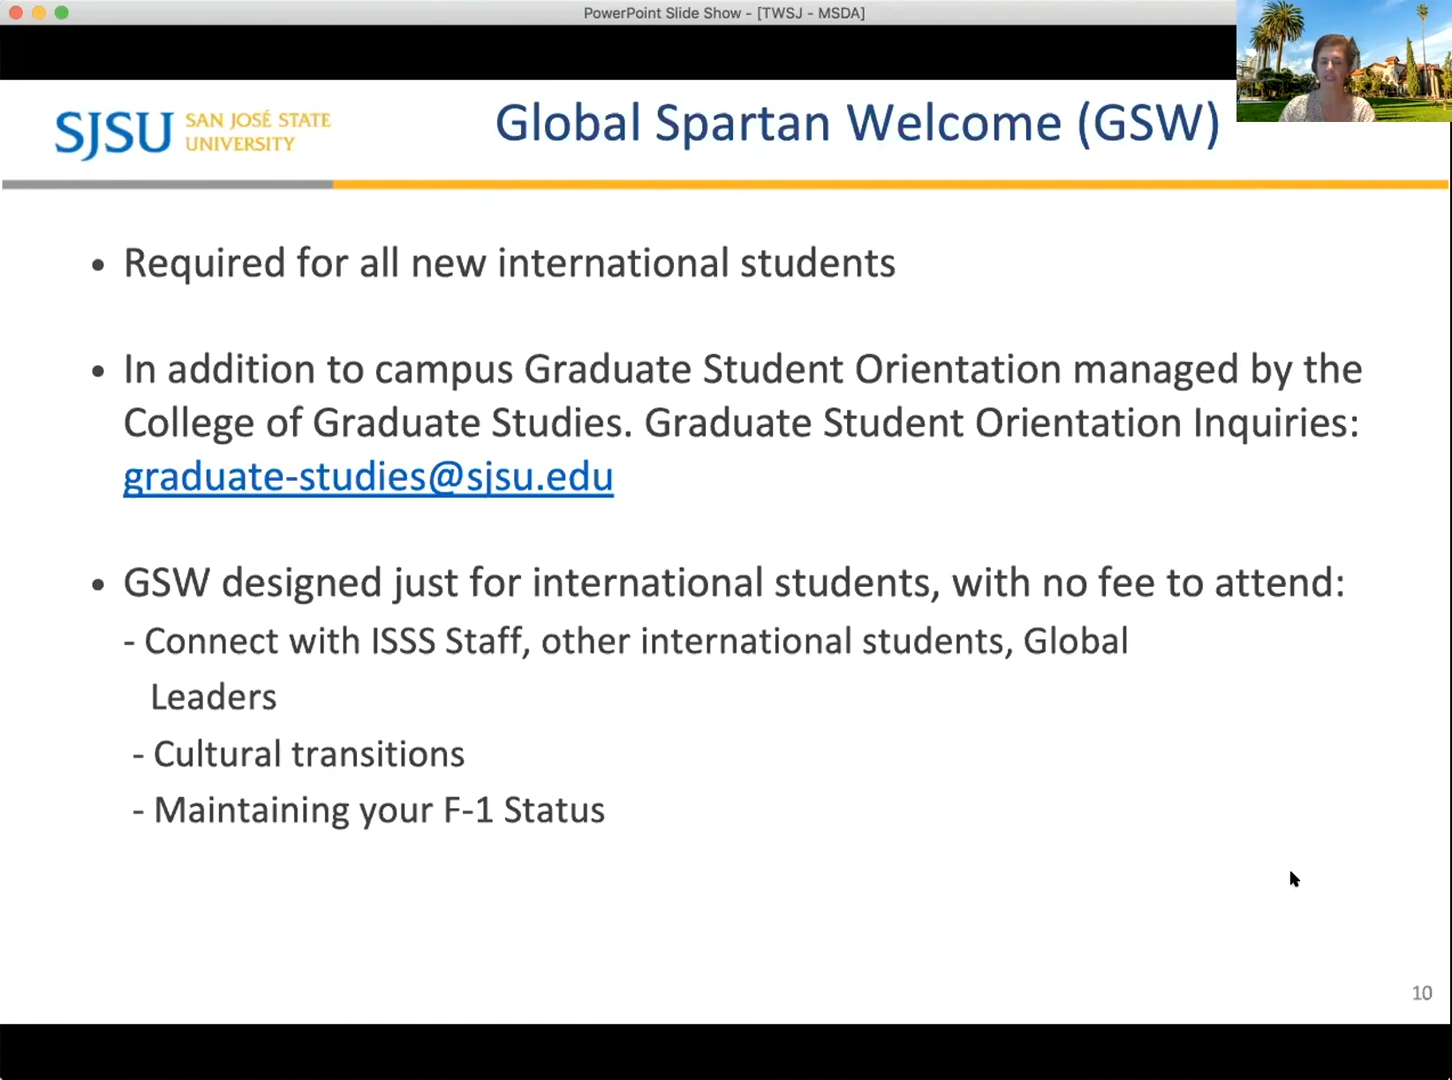 PowerPoint Slide Show - [TWSJ - MSDA]
SJSU SAN JOSÉ STATE
UNIVERSITY
Global Spartan Welcome (GSW)
• Required for all new international students
• In addition to campus Graduate Student Orientation managed by the
College of Graduate Studies. Graduate Student Orientation Inquiries:
graduate-studies@sjsu.edu
• GSW designed just for international students, with no fee to attend:
- Connect with ISSS Staff, other international students, Global
Leaders
- Cultural transitions
- Maintaining your F-1 Status
10